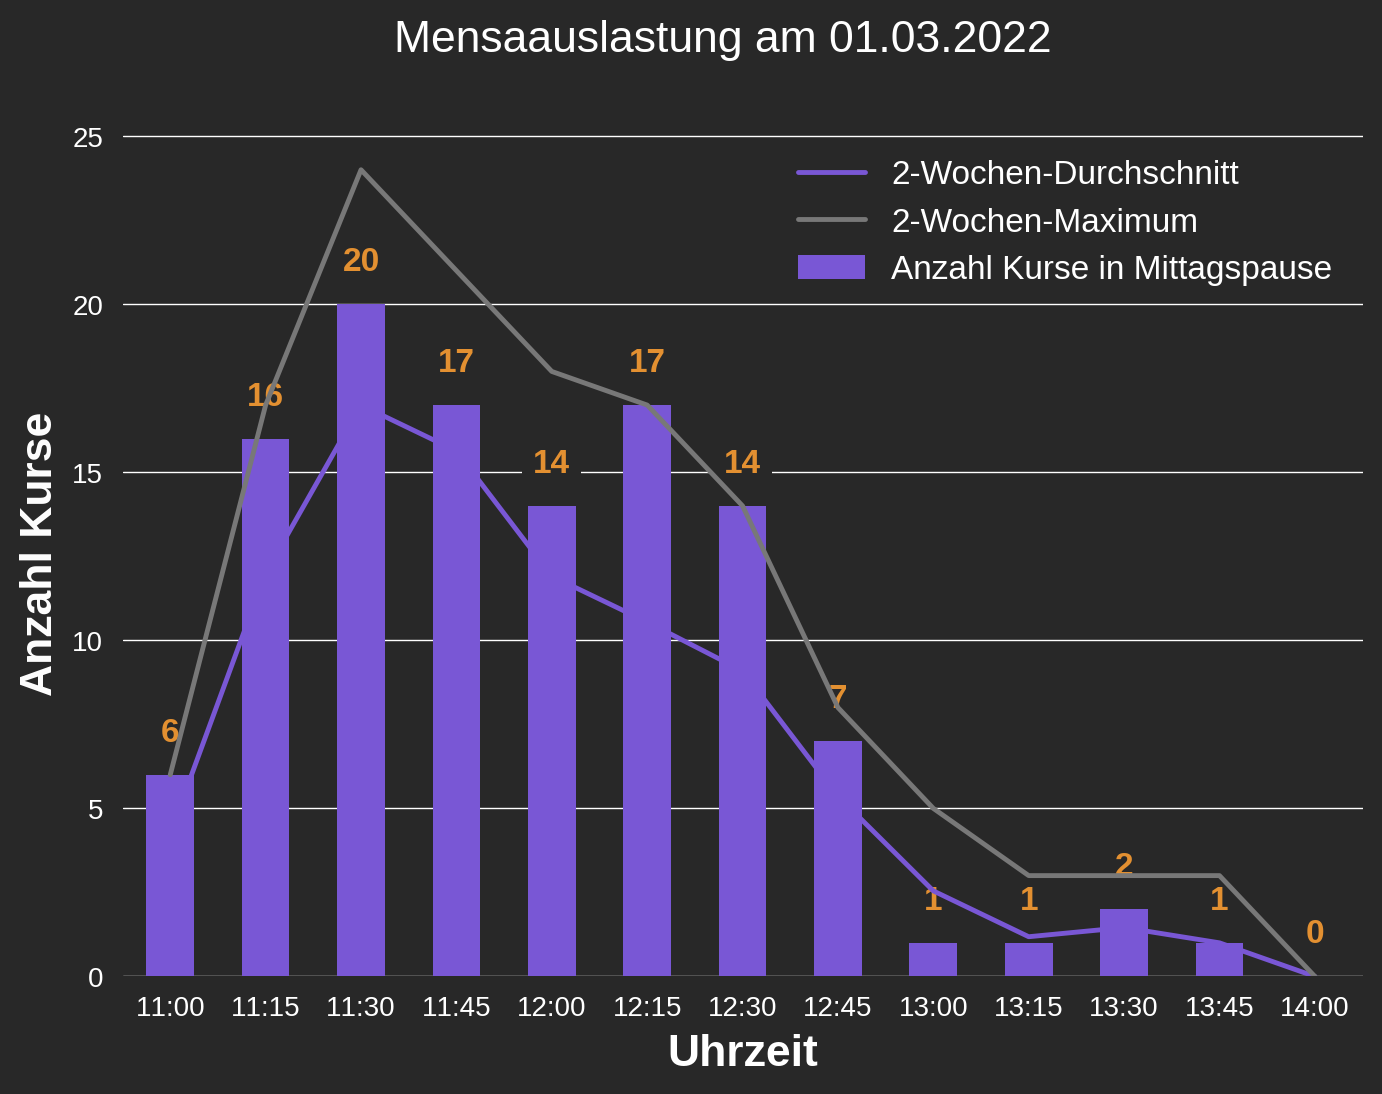 Mensaauslastung am 01.03.2022
2-Wochen-Durchschnitt
2-Wochen-Maximum
Anzahl Kurse in Mittagspause
Anzahl Kurse
25
20
15
10
5
0
6
16
20
17
14
17
14
7
1
1
2
1
0
11:00 11:15 11:30 11:45 12:00 12:15 12:30 12:45 13:00 13:15 13:30 13:45 14:00
Uhrzeit